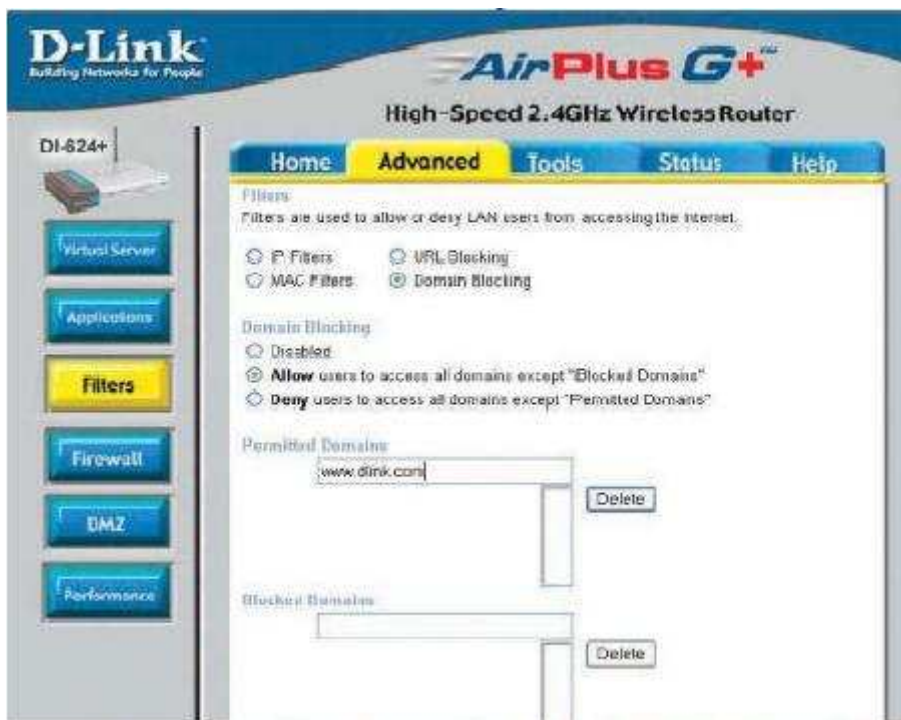 D-Link
Building Networks for People
AirPlus G+™
High-Speed 2.4GHz Wireless Router
DI-624+
Home Advanced Tools Status Help
Virtual Server
Applications
Filters
Firewall
DMZ
Performance
Filters
Filters are used to allow or deny LAN users from accessing the Internet.
IP Filters URL Blocking
MAC Filters Domain Blocking
Domain Blocking
Disabled
Allow users to access all domains except "Blocked Domains"
Deny users to access all domains except "Permitted Domains"
Permitted Domains
www.dlink.com
Delete
Blocked Domains
Delete